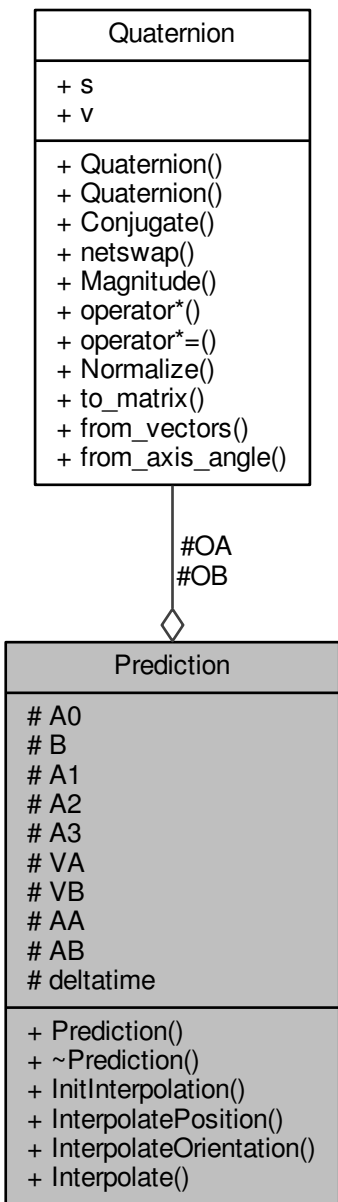 Quaternion
+ s
+ v
+ Quaternion()
+ Quaternion()
+ Conjugate()
+ netswap()
+ Magnitude()
+ operator*()
+ operator*=()
+ Normalize()
+ to_matrix()
+ from_vectors()
+ from_axis_angle()
#OA
#OB
Prediction
# A0
# B
# A1
# A2
# A3
# VA
# VB
# AA
# AB
# deltatime
+ Prediction()
+ ~Prediction()
+ InitInterpolation()
+ InterpolatePosition()
+ InterpolateOrientation()
+ Interpolate()